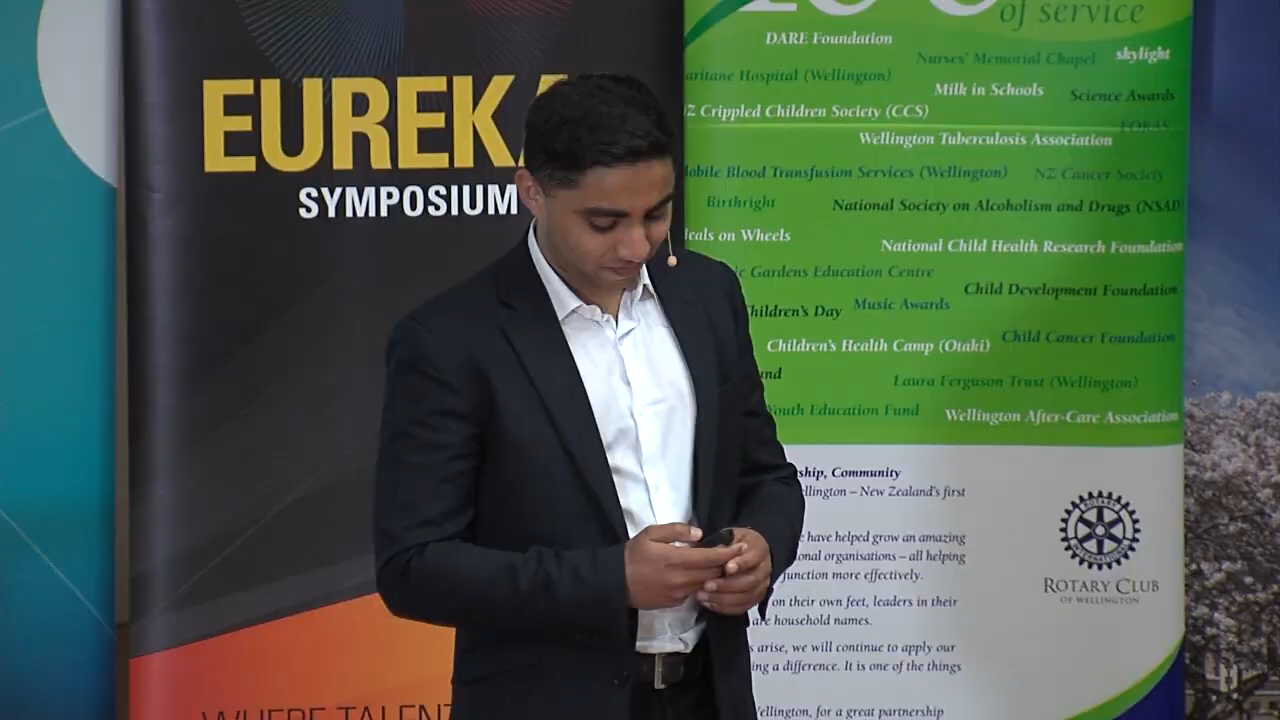 EUREKA
SYMPOSIUM
WHERE TALENT
of service
DARE Foundation
Nurses' Memorial Chapel
skylight
(Wellington)
Hospital
Milk in Schools
Science Awards
Crippled Children Society (CCS)
Wellington Tuberculosis Association
Blood Transfusion Services (Wellington)
NZ Cancer Society
Birthright
National Society on Alcoholism and Drugs (NSAD
on Wheels
National Child Health Research Foundation
Gardens Education Centre
Child Development Foundation
Day
Music Awards
Child Cancer Foundation
Children's Health Camp (Otaki)
Laura Ferguson Trust (Wellington)
Youth Education Fund
Wellington After-Care Association
Community
– New Zealand's first
have helped grow an amazing
organisations – all helping
function more effectively.
on their own feet, leaders in their
household names.
arise, we will continue to apply our
a difference. It is one of the things
for a great partnership
ROTARY
INTERNATIONAL
ROTARY CLUB
OF WELLINGTON